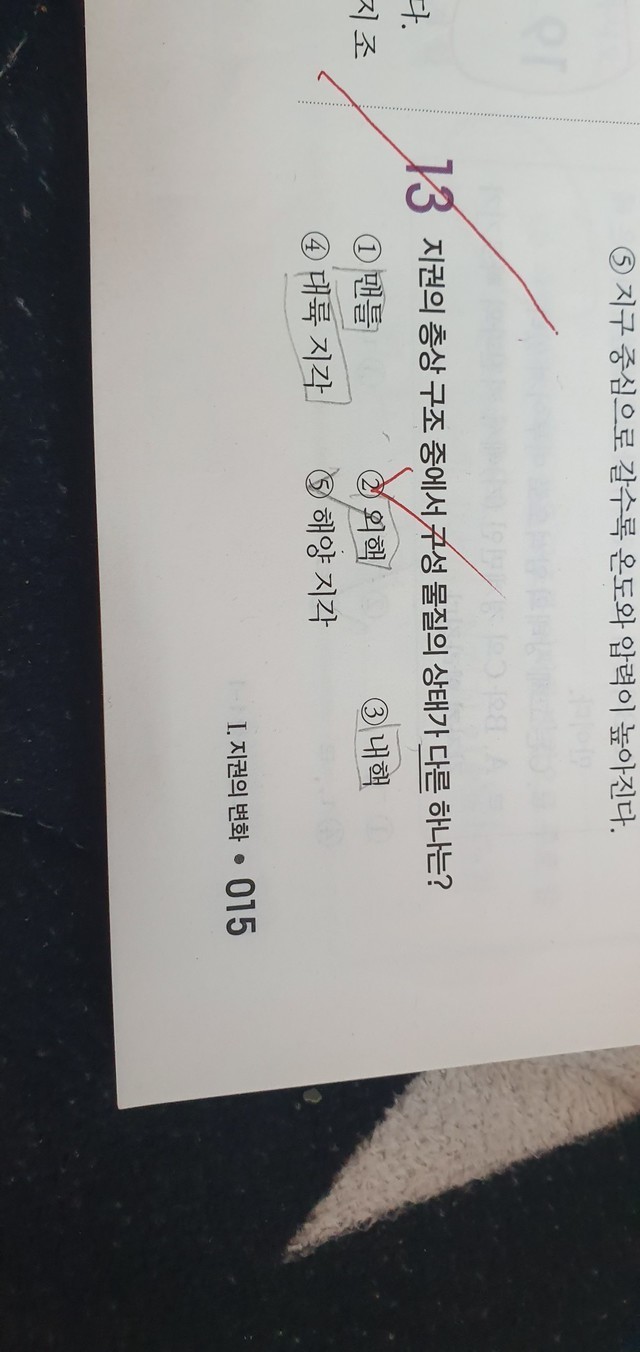 ⑤ 지구 중심으로 갈수록 온도와 압력이 높아진다.
다.
지 조
13 지권의 층상 구조 중에서 구성 물질의 상태가 다른 하나는?
① 맨틀 ② 외핵 ③ 내핵
④ 대륙 지각 ⑤ 해양 지각
I. 지권의 변화 • 015